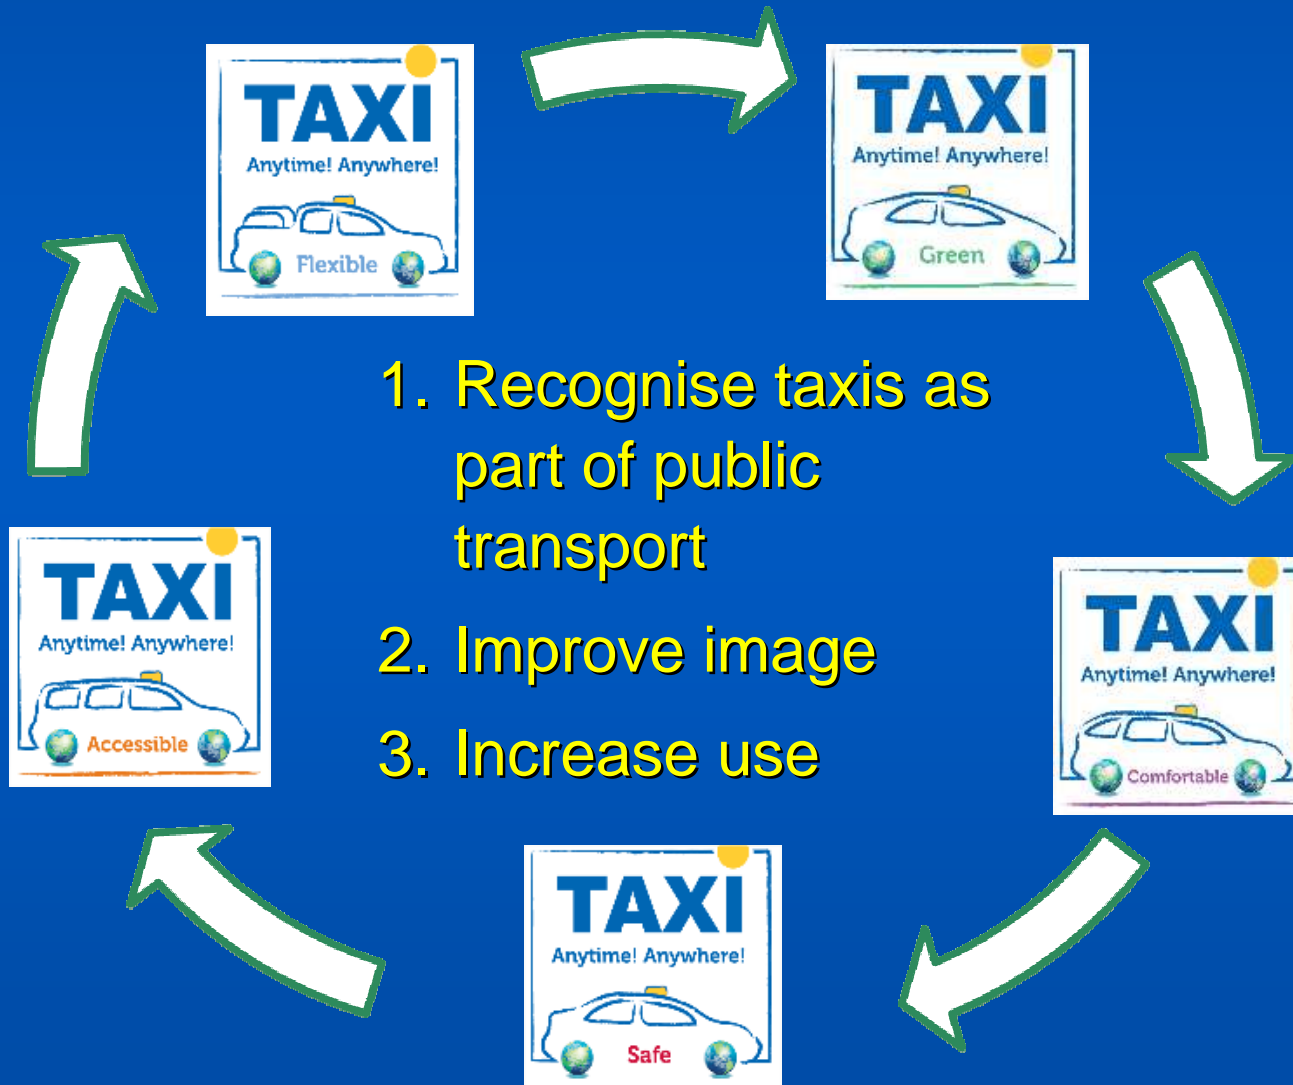 TAXI
Anytime! Anywhere!
Flexible
TAXI
Anytime! Anywhere!
Green
1. Recognise taxis as
part of public
transport
2. Improve image
3. Increase use
TAXI
Anytime! Anywhere!
Accessible
TAXI
Anytime! Anywhere!
Comfortable
TAXI
Anytime! Anywhere!
Safe